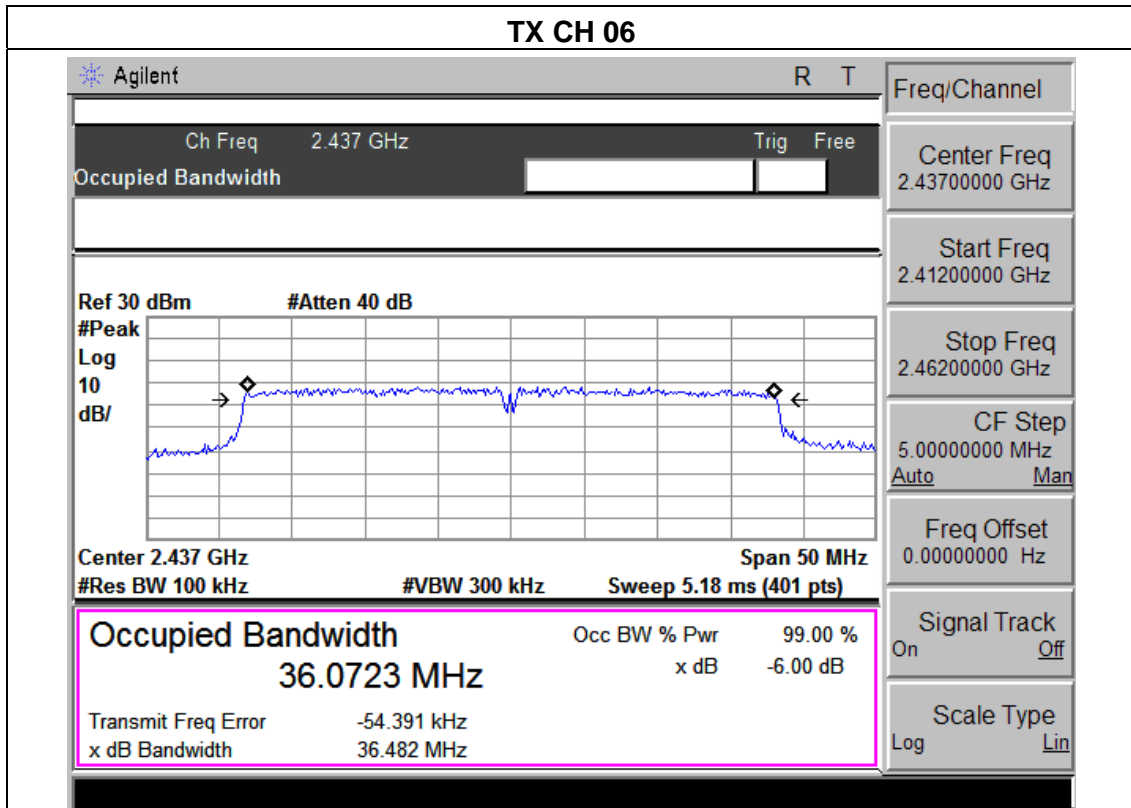 TX CH 06
Agilent R T
Freq/Channel
Ch Freq 2.437 GHz Trig Free
Occupied Bandwidth
Center Freq
2.43700000 GHz
Start Freq
2.41200000 GHz
Ref 30 dBm #Atten 40 dB
#Peak
Log
10
dB/
Stop Freq
2.46200000 GHz
CF Step
5.00000000 MHz
Auto Man
Center 2.437 GHz Span 50 MHz
#Res BW 100 kHz #VBW 300 kHz Sweep 5.18 ms (401 pts)
Freq Offset
0.00000000 Hz
Occupied Bandwidth Occ BW % Pwr 99.00 %
36.0723 MHz x dB -6.00 dB
Transmit Freq Error -54.391 kHz
x dB Bandwidth 36.482 MHz
Signal Track
On Off
Scale Type
Log Lin